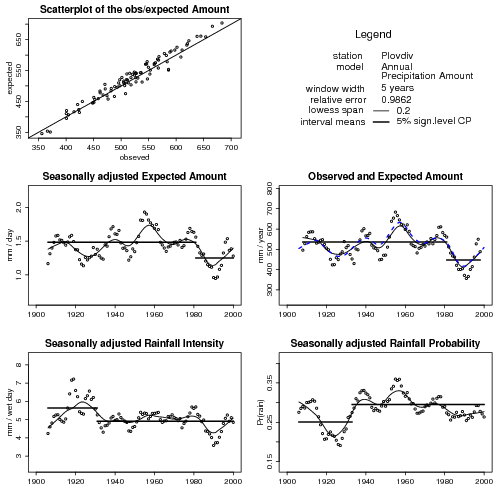 Scatterplot of the obs/expected Amount
expected
350 450 550 650
350 400 450 500 550 600 650 700
obseved
Legend
station Plovdiv
model Annual
Precipitation Amount
window width 5 years
relative error 0.9862
lowess span 0.2
interval means 5% sign.level CP
Seasonally adjusted Expected Amount
mm / day
1.0 1.5 2.0
1900 1920 1940 1960 1980 2000
Observed and Expected Amount
mm / year
300 400 500 600 700 800
1900 1920 1940 1960 1980 2000
Seasonally adjusted Rainfall Intensity
mm / wet day
3 4 5 6 7 8
1900 1920 1940 1960 1980 2000
Seasonally adjusted Rainfall Probability
Pr(rain)
0.15 0.25 0.35
1900 1920 1940 1960 1980 2000